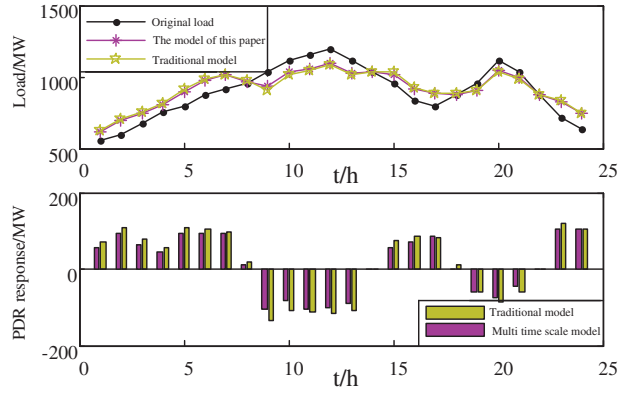 1500
1000
500
Load/MW
Original load
The model of this paper
Traditional model
0 5 10 15 20 25
t/h
200
0
-200
PDR response/MW
Traditional model
Multi time scale model
0 5 10 15 20 25
t/h